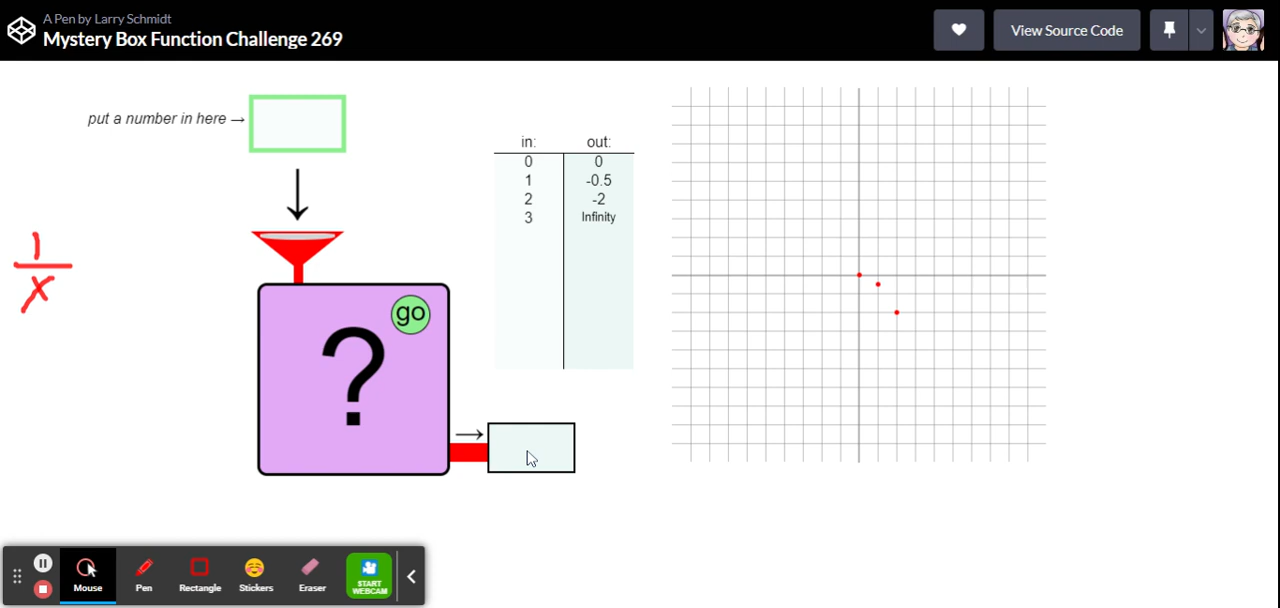 A Pen by Larry Schmidt
Mystery Box Function Challenge 269
View Source Code
put a number in here →
in: out:
0 0
1 -0.5
2 -2
3 Infinity
1
x
go
?
→
Mouse Pen Rectangle Stickers Eraser START WEBCAM